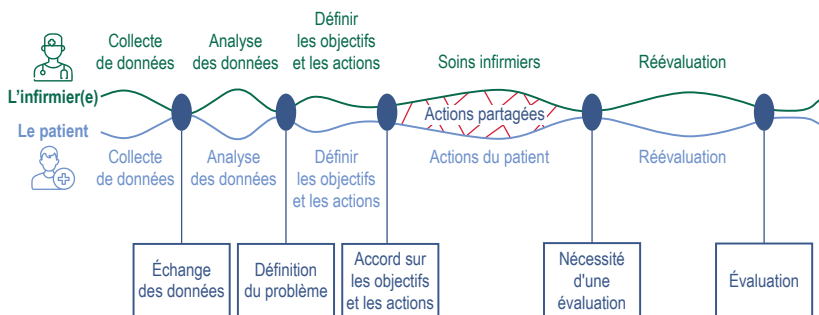 Collecte
de données
Analyse
des données
Définir
les objectifs
et les actions
Soins infirmiers
Réévaluation
L'infirmier(e)
Actions partagées
Le patient
Collecte
de données
Analyse
des données
Définir
les objectifs
et les actions
Actions du patient
Réévaluation
Échange
des données
Définition
du problème
Accord sur
les objectifs
et les actions
Nécessité
d'une
évaluation
Évaluation